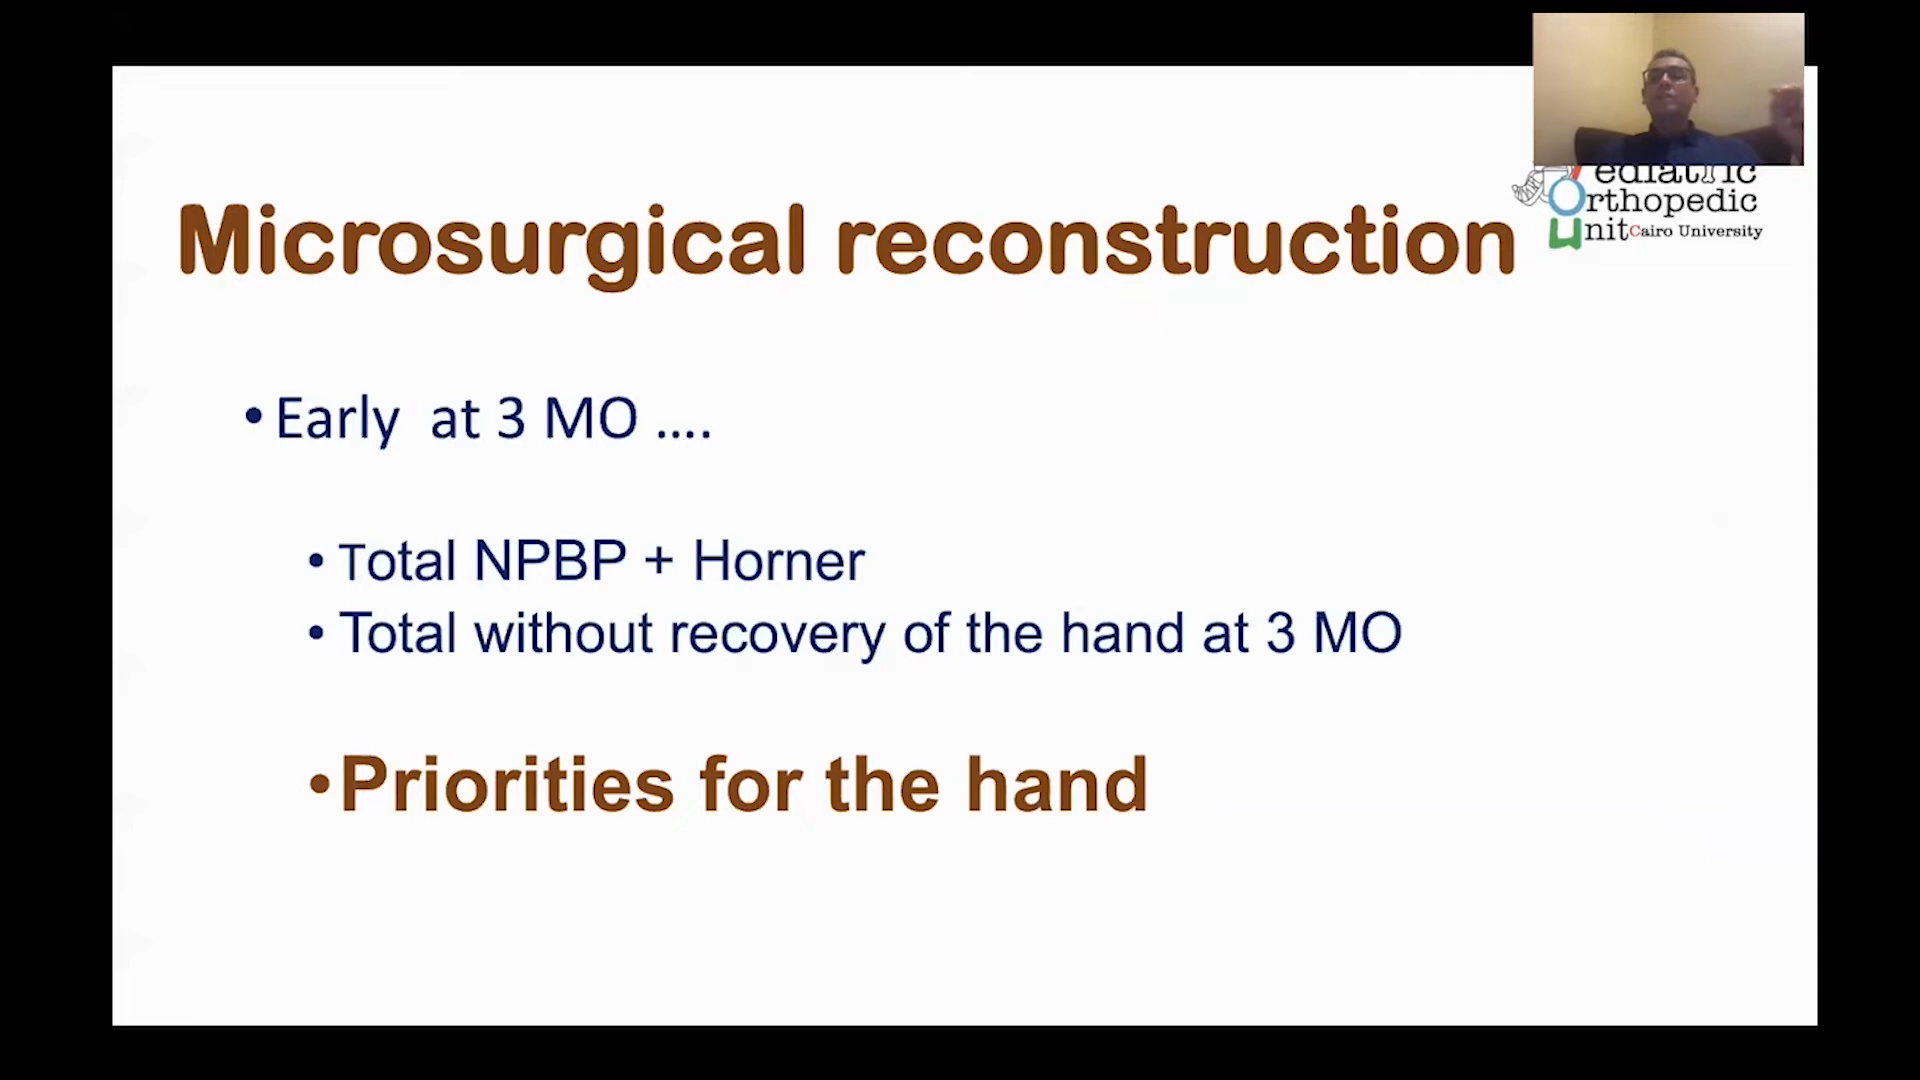 ediatric
Orthopedic
Unit Cairo University
Microsurgical reconstruction
• Early at 3 MO ....
• Total NPBP + Horner
• Total without recovery of the hand at 3 MO
• Priorities for the hand